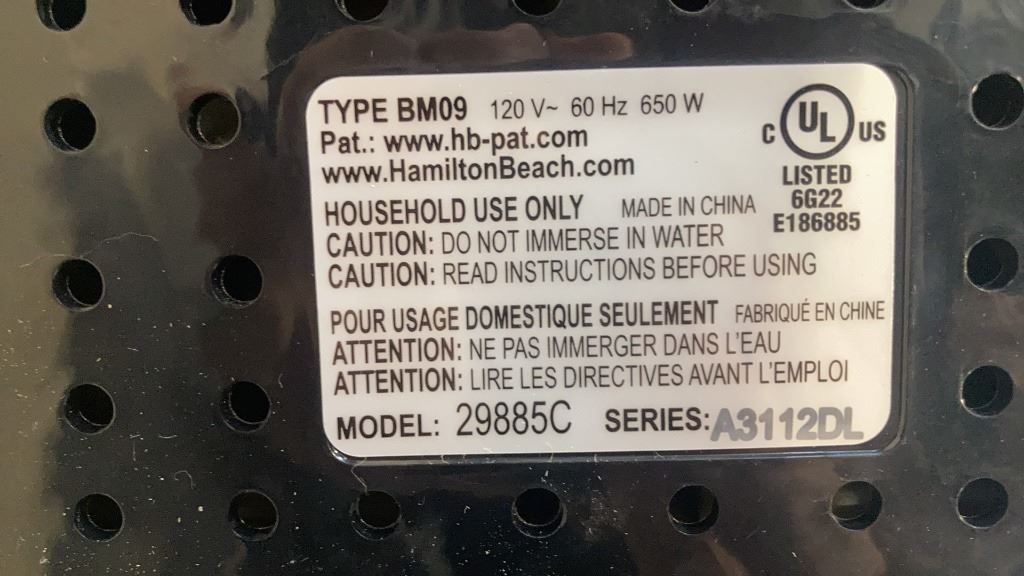 TYPE BM09 120 V~ 60 Hz 650 W
Pat.: www.hb-pat.com
www.HamiltonBeach.com
C UL US
LISTED
6G22
E186885
HOUSEHOLD USE ONLY MADE IN CHINA
CAUTION: DO NOT IMMERSE IN WATER
CAUTION: READ INSTRUCTIONS BEFORE USING
POUR USAGE DOMESTIQUE SEULEMENT FABRIQUÉ EN CHINE
ATTENTION: NE PAS IMMERGER DANS L'EAU
ATTENTION: LIRE LES DIRECTIVES AVANT L'EMPLOI
MODEL: 29885C SERIES: A3112DL